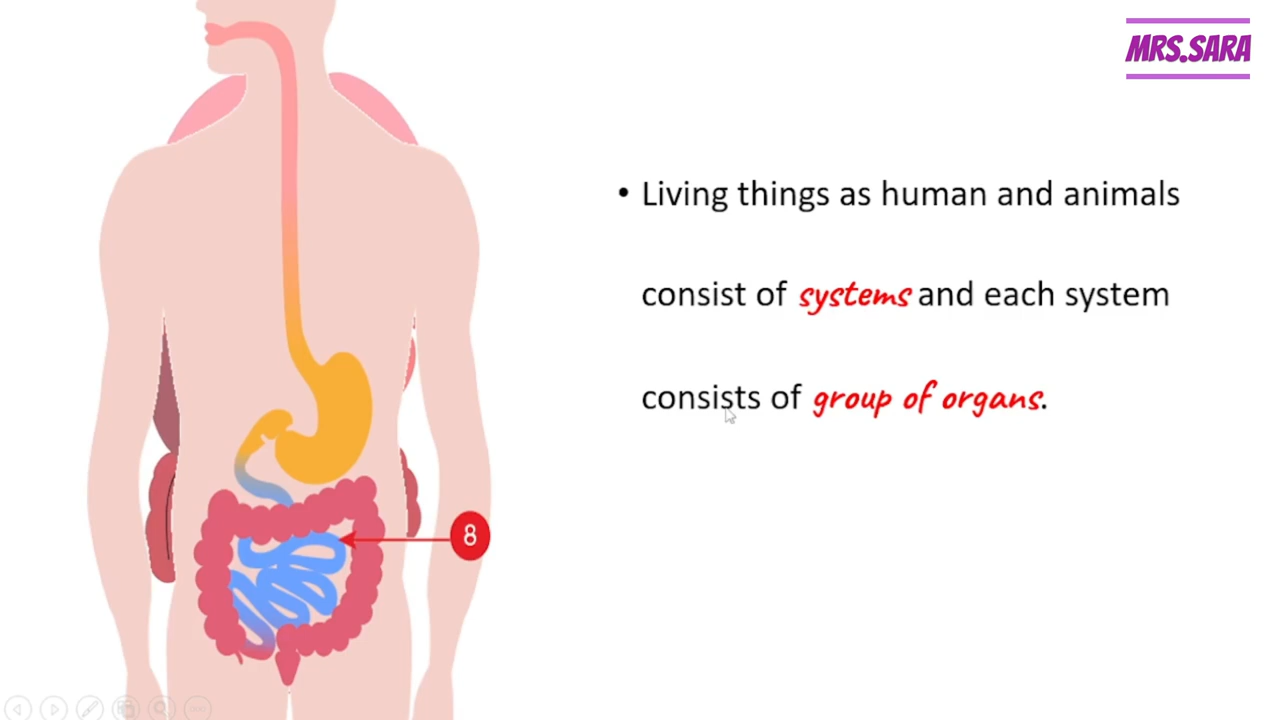 MRS.SARA
• Living things as human and animals
consist of systems and each system
consists of group of organs.
8